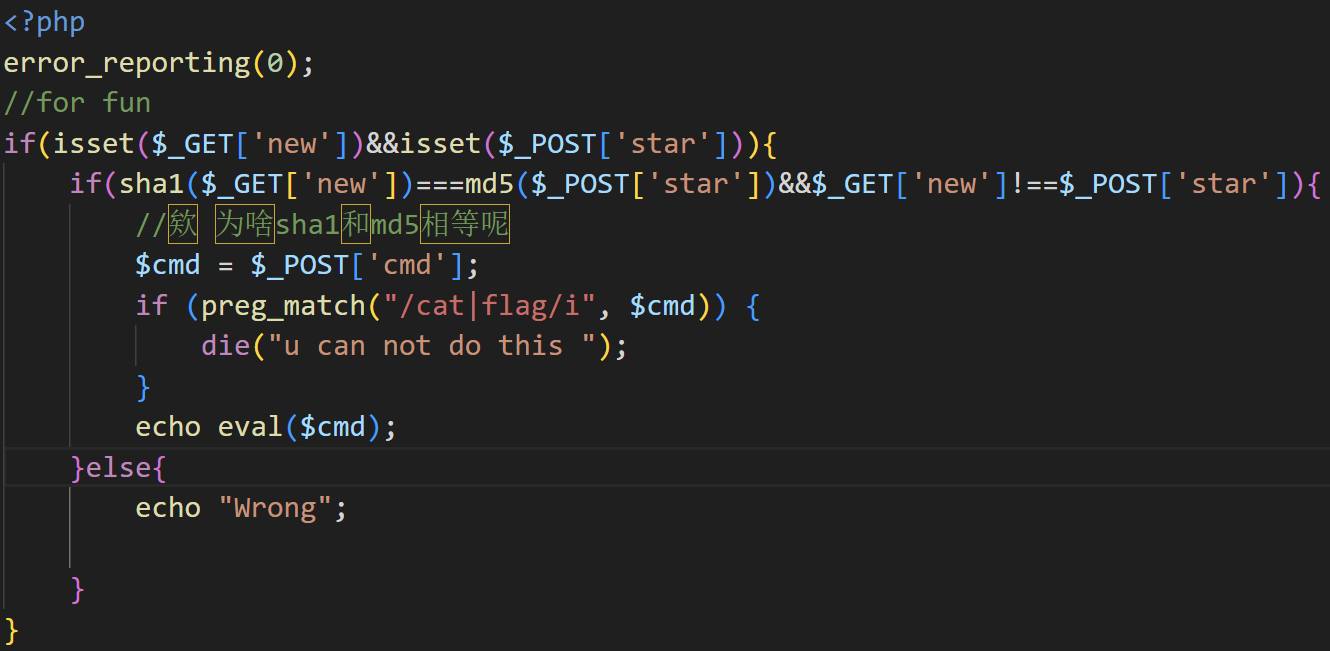 <?php
error_reporting(0);
//for fun
if(isset($_GET['new'])&&isset($_POST['star'])){
    if(sha1($_GET['new'])===md5($_POST['star'])&&$_GET['new']!==$_POST['star']){
        //欸 为啥sha1和md5相等呢
        $cmd = $_POST['cmd'];
        if (preg_match("/cat|flag/i", $cmd)) {
            die("u can not do this ");
        }
        echo eval($cmd);
    }else{
        echo "Wrong";
    }
}